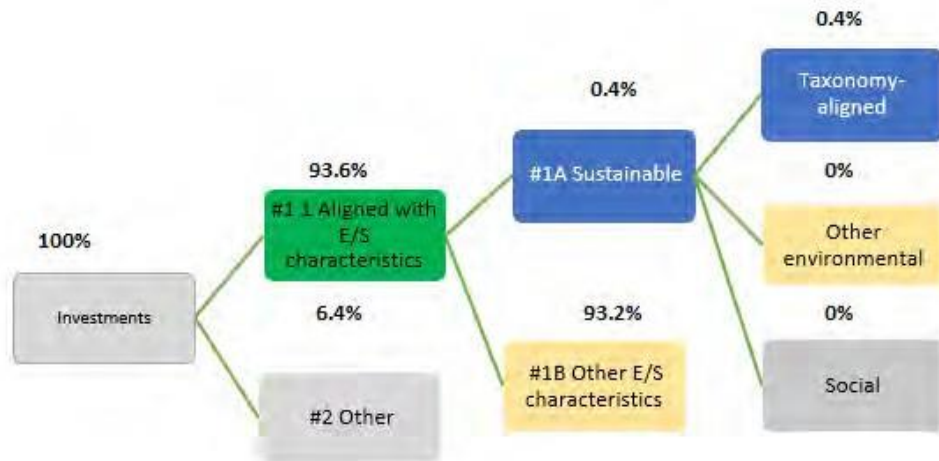 100%
Investments
93.6%
#1 1 Aligned with
E/S
characteristics
6.4%
#2 Other
0.4%
#1A Sustainable
93.2%
#1B Other E/S
characteristics
0.4%
Taxonomy-
aligned
0%
Other
environmental
0%
Social